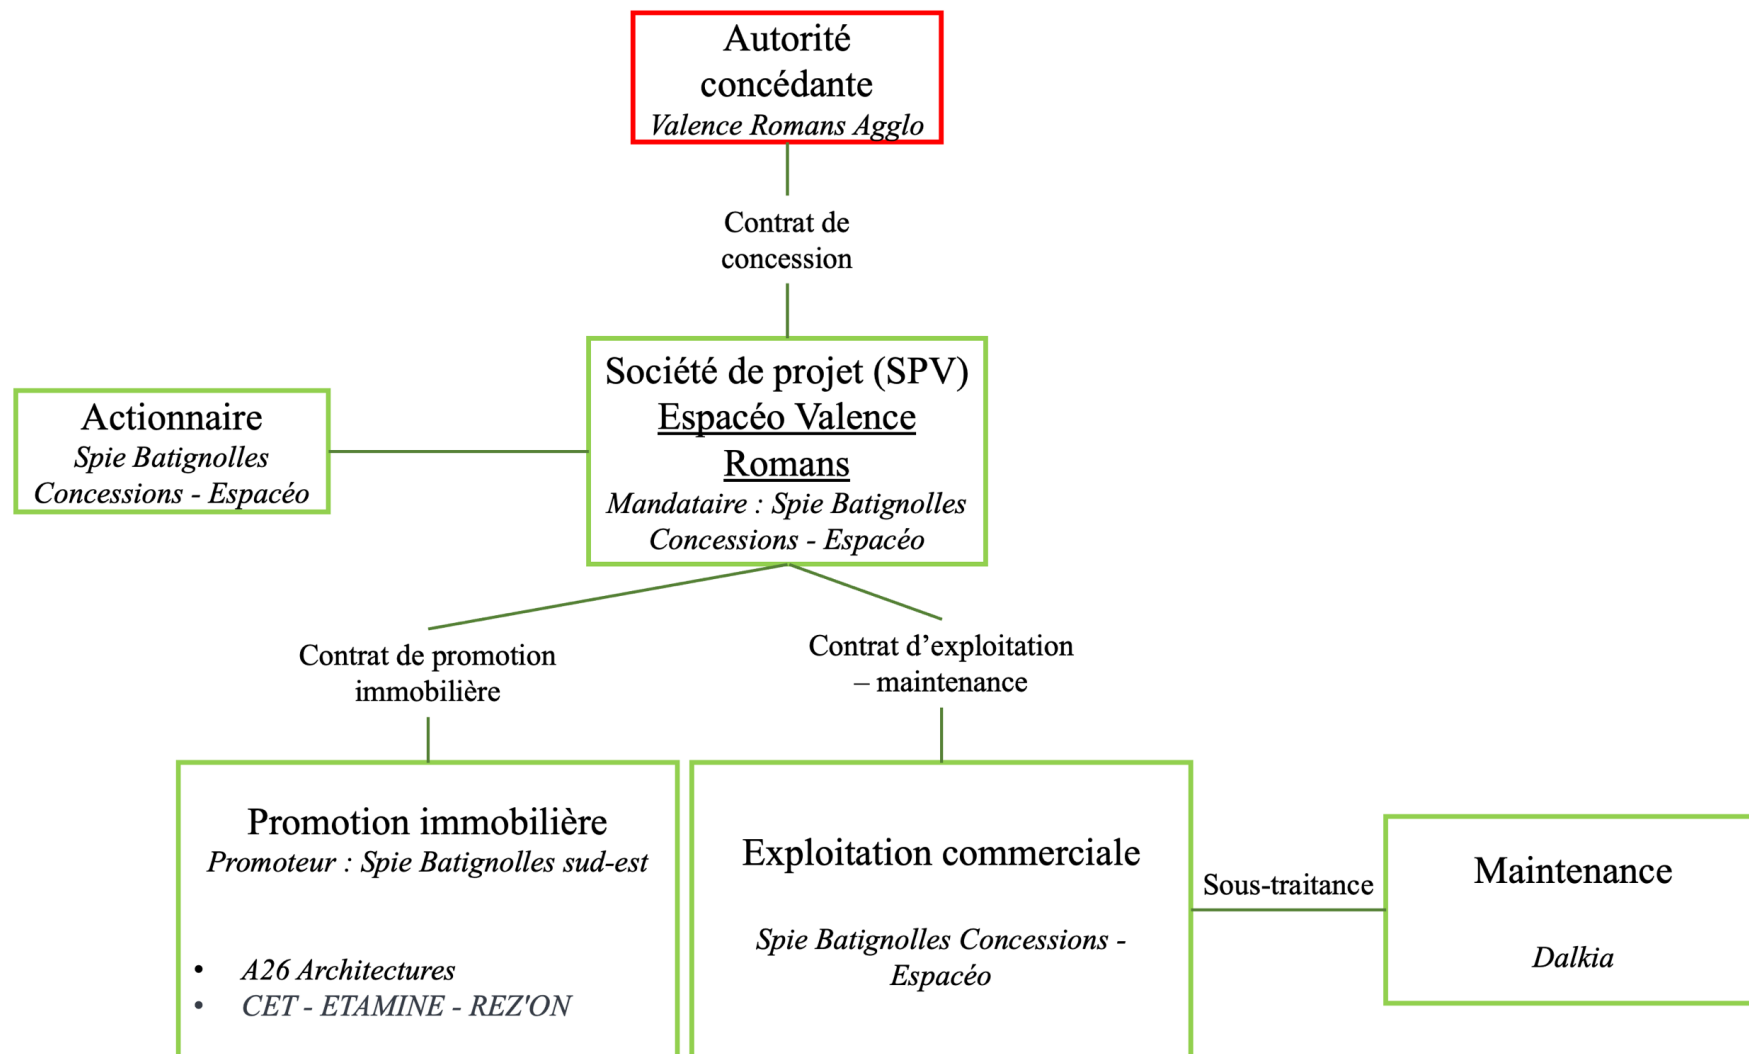 Autorité
concédante
Valence Romans Agglo
Contrat de
concession
Société de projet (SPV)
Espacéo Valence
Romans
Mandataire : Spie Batignolles
Concessions - Espacéo
Actionnaire
Spie Batignolles
Concessions - Espacéo
Contrat de promotion
immobilière
Contrat d’exploitation
– maintenance
Promotion immobilière
Promoteur : Spie Batignolles sud-est
• A26 Architectures
• CET - ETAMINE - REZ'ON
Exploitation commerciale
Spie Batignolles Concessions -
Espacéo
Sous-traitance
Maintenance
Dalkia